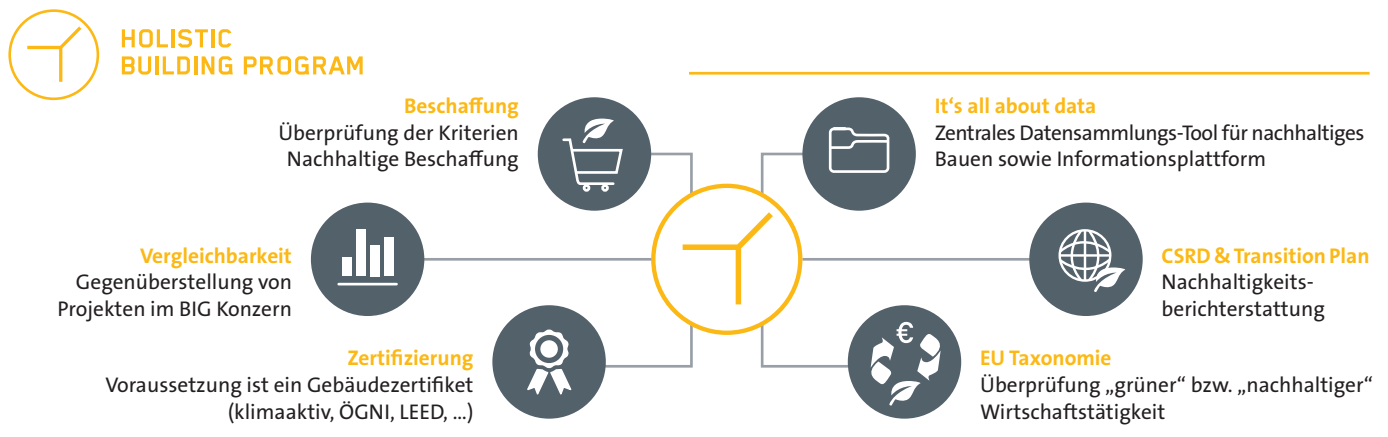 HOLISTIC
BUILDING PROGRAM
Beschaffung
Überprüfung der Kriterien
Nachhaltige Beschaffung
It‘s all about data
Zentrales Datensammlungs-Tool für nachhaltiges
Bauen sowie Informationsplattform
Vergleichbarkeit
Gegenüberstellung von
Projekten im BIG Konzern
CSRD & Transition Plan
Nachhaltigkeits-
berichterstattung
Zertifizierung
Voraussetzung ist ein Gebäudezertifiket
(klimaaktiv, ÖGNI, LEED, ...)
€
EU Taxonomie
Überprüfung „grüner“ bzw. „nachhaltiger“
Wirtschaftstätigkeit